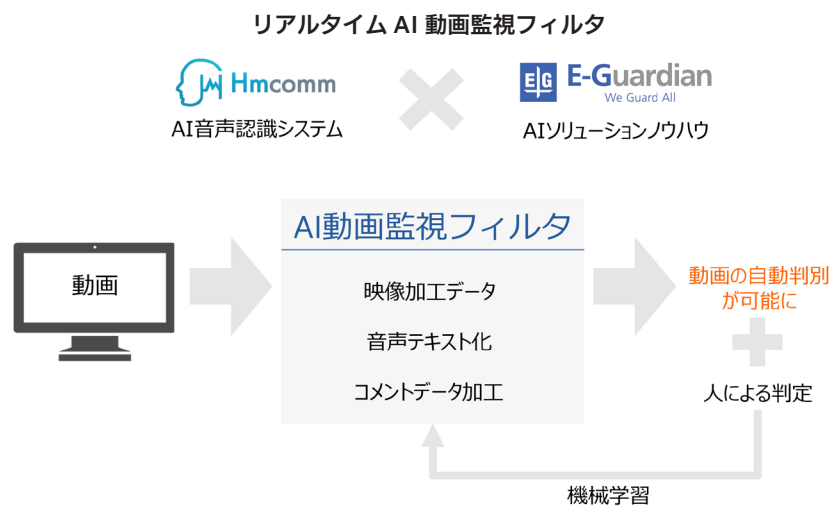 リアルタイム AI 動画監視フィルタ
Hmcomm
E|G E-Guardian
We Guard All
AI音声認識システム
AIソリューションノウハウ
動画
AI動画監視フィルタ
映像加工データ
音声テキスト化
コメントデータ加工
動画の自動判別
が可能に
人による判定
機械学習